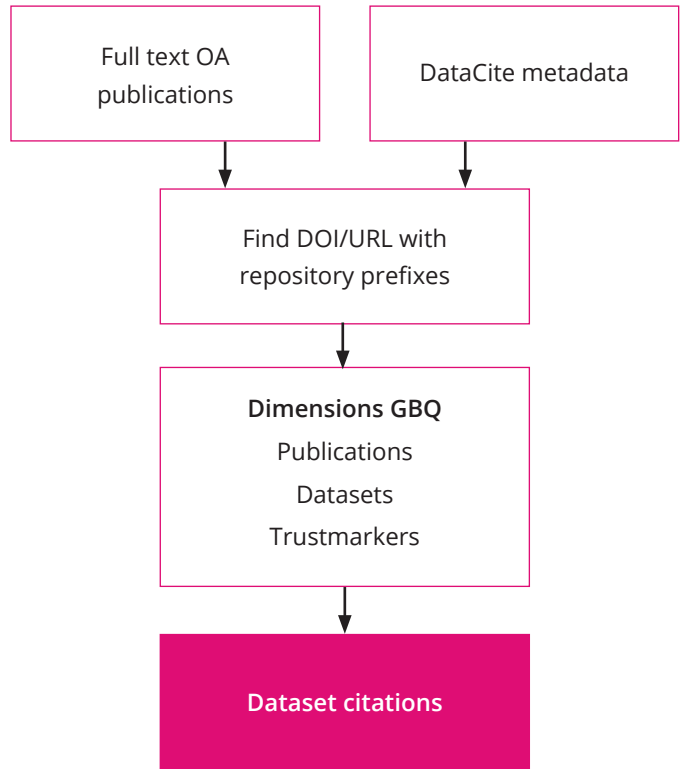 Full text OA
publications
DataCite metadata
Find DOI/URL with
repository prefixes
Dimensions GBQ
Publications
Datasets
Trustmarkers
Dataset citations